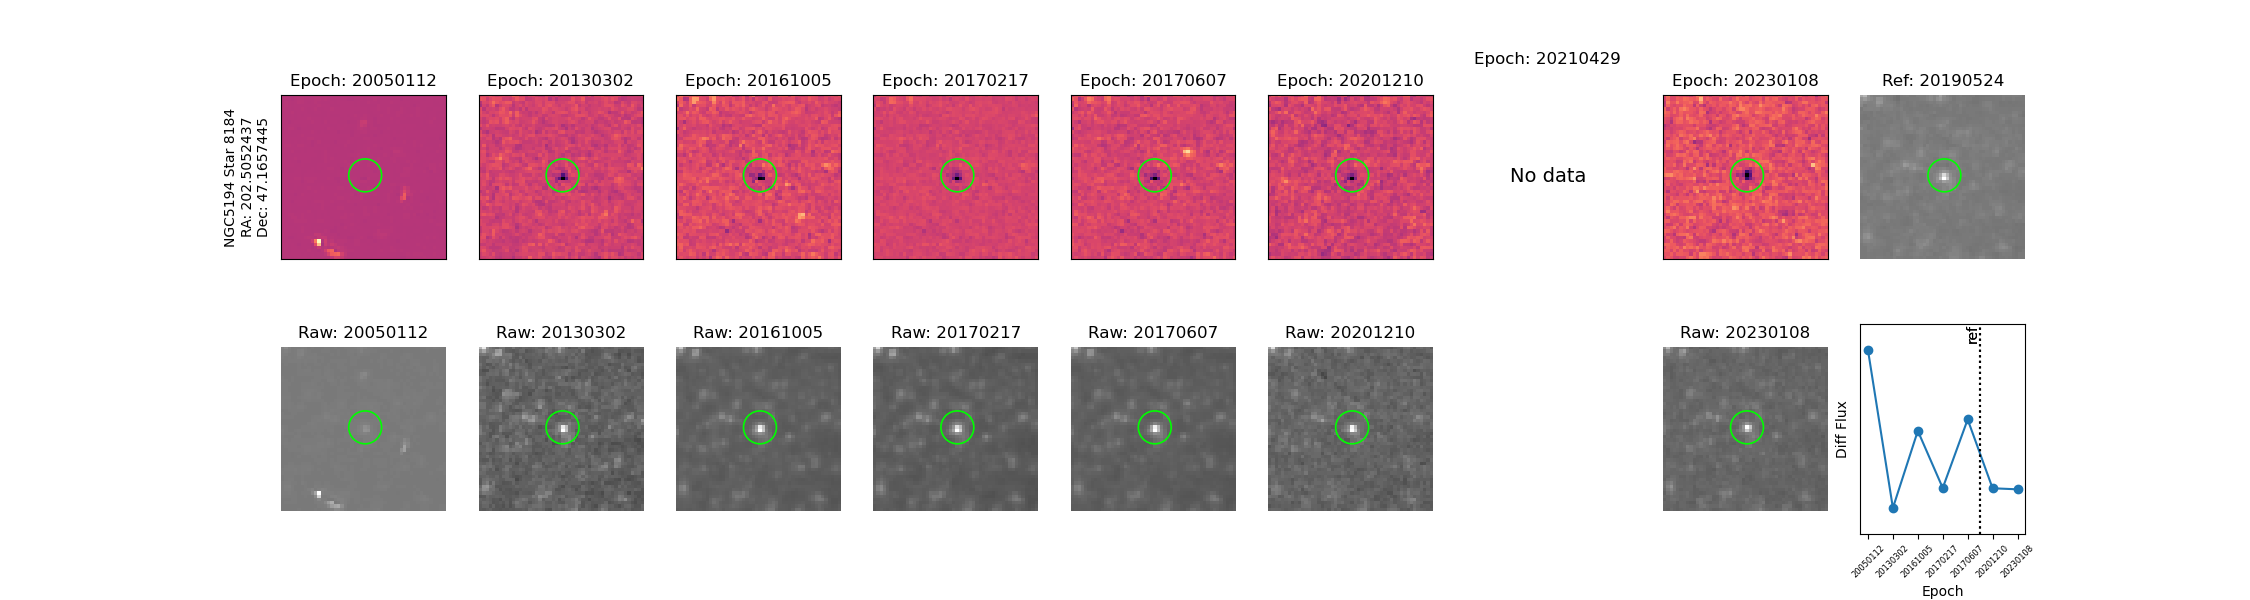 Epoch: 20050112
Epoch: 20130302
Epoch: 20161005
Epoch: 20170217
Epoch: 20170607
Epoch: 20201210
Epoch: 20210429
Epoch: 20230108
Ref: 20190524
NGC5194 Star 8184
RA: 202.5052437
Dec: 47.1657445
No data
Raw: 20050112
Raw: 20130302
Raw: 20161005
Raw: 20170217
Raw: 20170607
Raw: 20201210
Raw: 20230108
ref
Diff Flux
20050112
20130302
20161005
20170217
20170607
20201210
20230108
Epoch